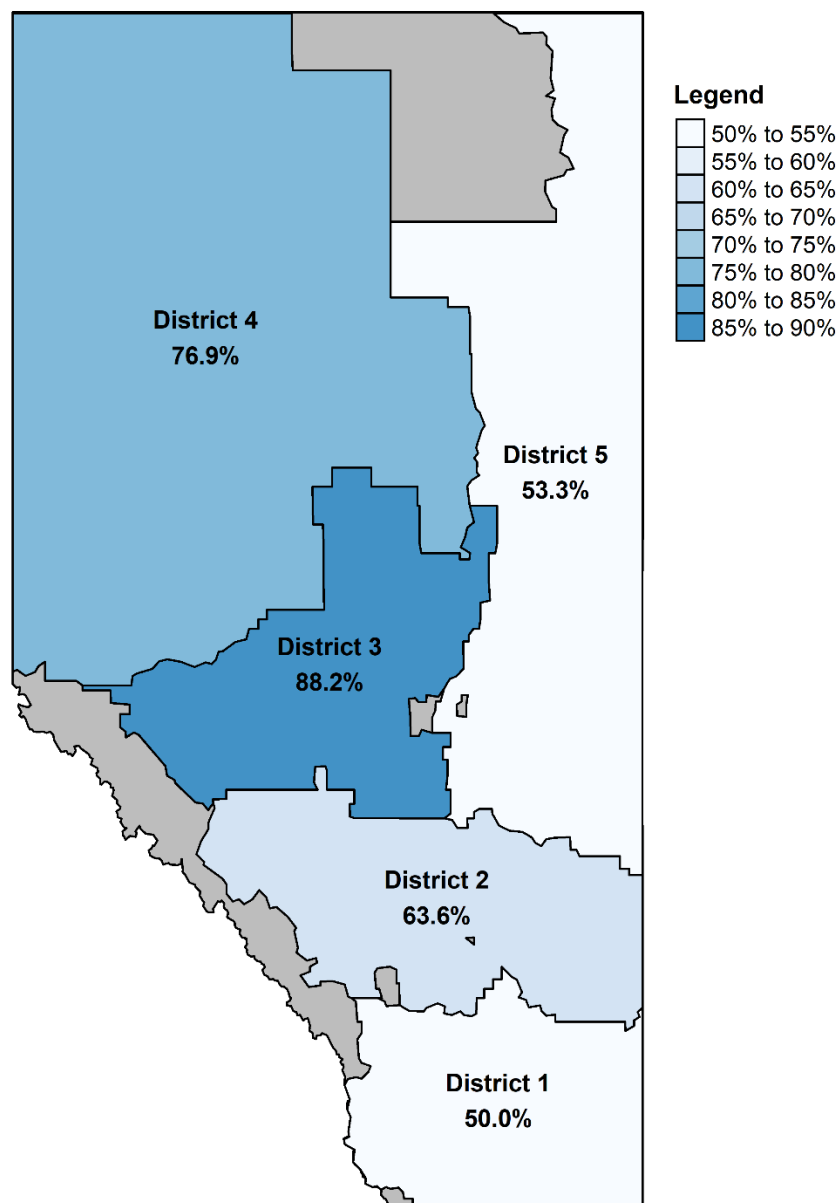 Legend
50% to 55%
55% to 60%
60% to 65%
65% to 70%
70% to 75%
75% to 80%
80% to 85%
85% to 90%
District 4
76.9%
District 5
53.3%
District 3
88.2%
District 2
63.6%
District 1
50.0%